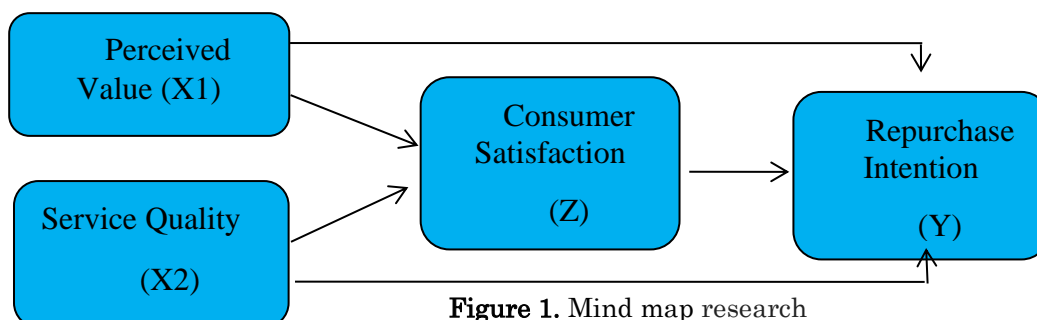 Perceived
Value (X1)
Consumer
Satisfaction
(Z)
Repurchase
Intention
(Y)
Service Quality
(X2)
Figure 1. Mind map research